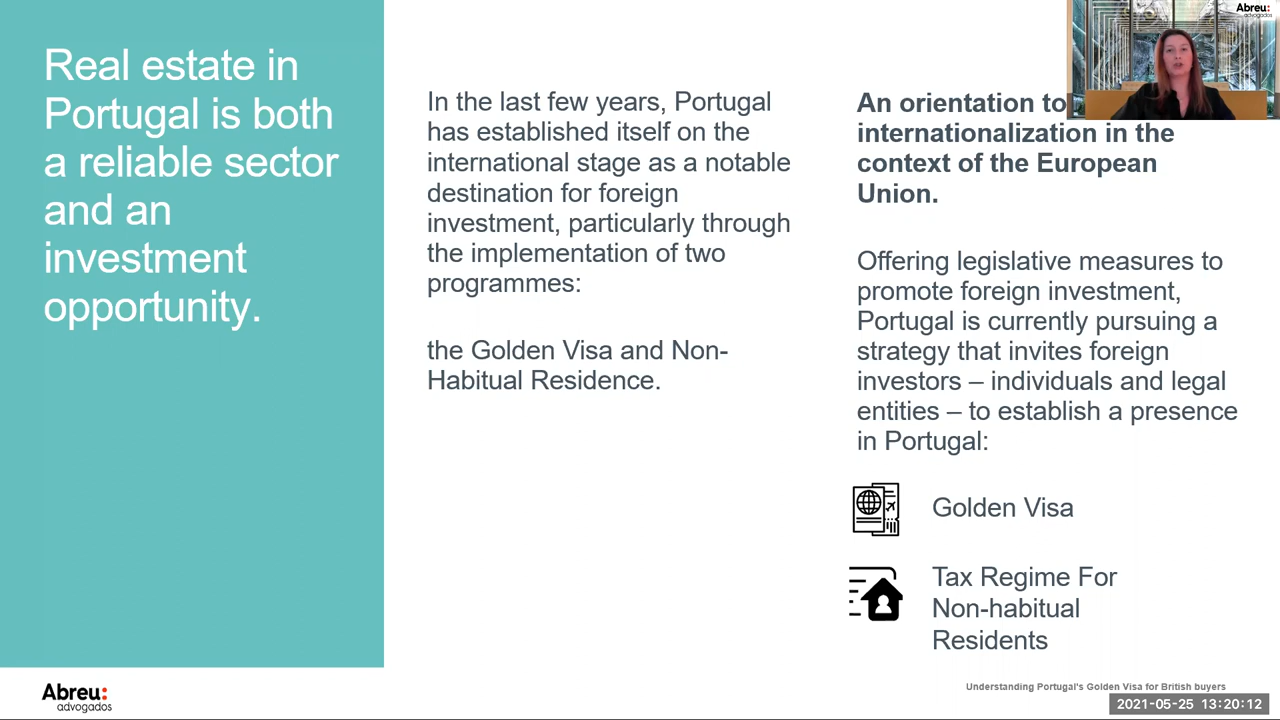 Real estate in
Portugal is both
a reliable sector
and an
investment
opportunity.
In the last few years, Portugal
has established itself on the
international stage as a notable
destination for foreign
investment, particularly through
the implementation of two
programmes:
the Golden Visa and Non-
Habitual Residence.
An orientation to
internationalization in the
context of the European
Union.
Offering legislative measures to
promote foreign investment,
Portugal is currently pursuing a
strategy that invites foreign
investors – individuals and legal
entities – to establish a presence
in Portugal:
Golden Visa
Tax Regime For
Non-habitual
Residents
Abreu:
advogados
Abreu:
advogados
Understanding Portugal's Golden Visa for British buyers
2021-05-25 13:20:12